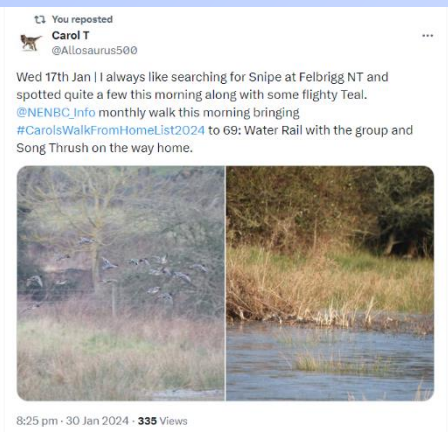 You reposted
Carol T
@Allosaurus500
Wed 17th Jan | I always like searching for Snipe at Felbrigg NT and
spotted quite a few this morning along with some flighty Teal.
@NENBC_Info monthly walk this morning bringing
#CarolsWalkFromHomeList2024 to 69: Water Rail with the group and
Song Thrush on the way home.
8:25 pm · 30 Jan 2024 · 335 Views